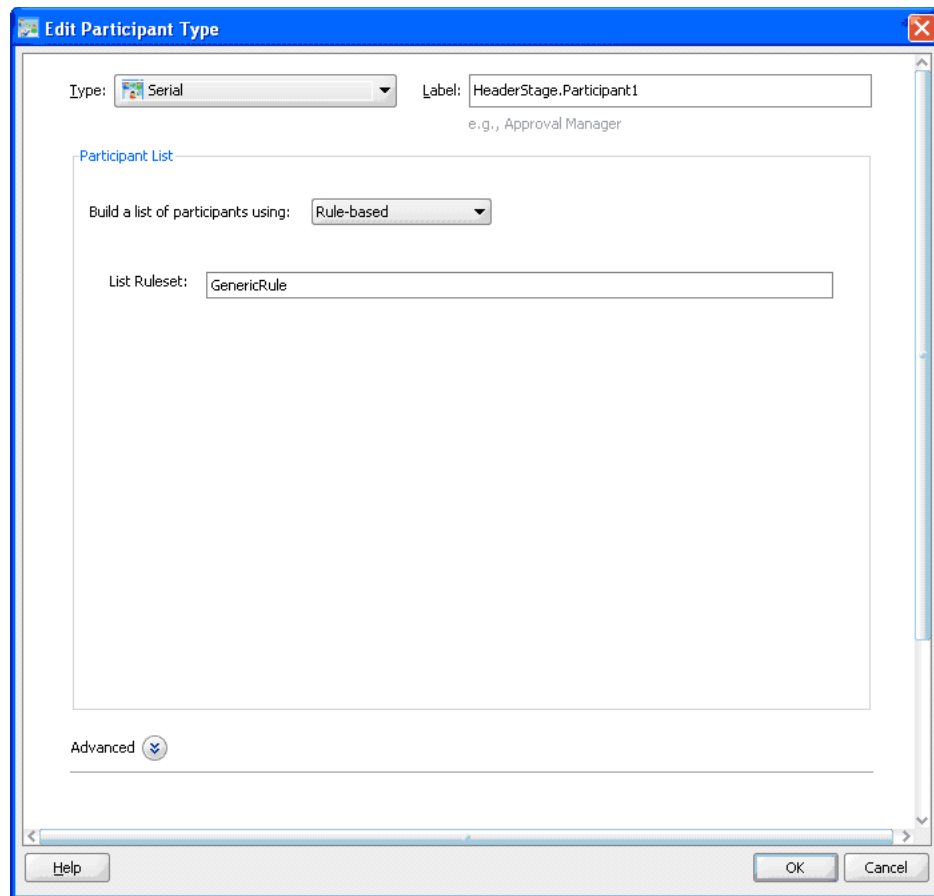 Edit Participant Type
Type: Serial Label: HeaderStage.Participant1
e.g., Approval Manager
Participant List
Build a list of participants using: Rule-based
List Ruleset: GenericRule
Advanced
Help OK Cancel